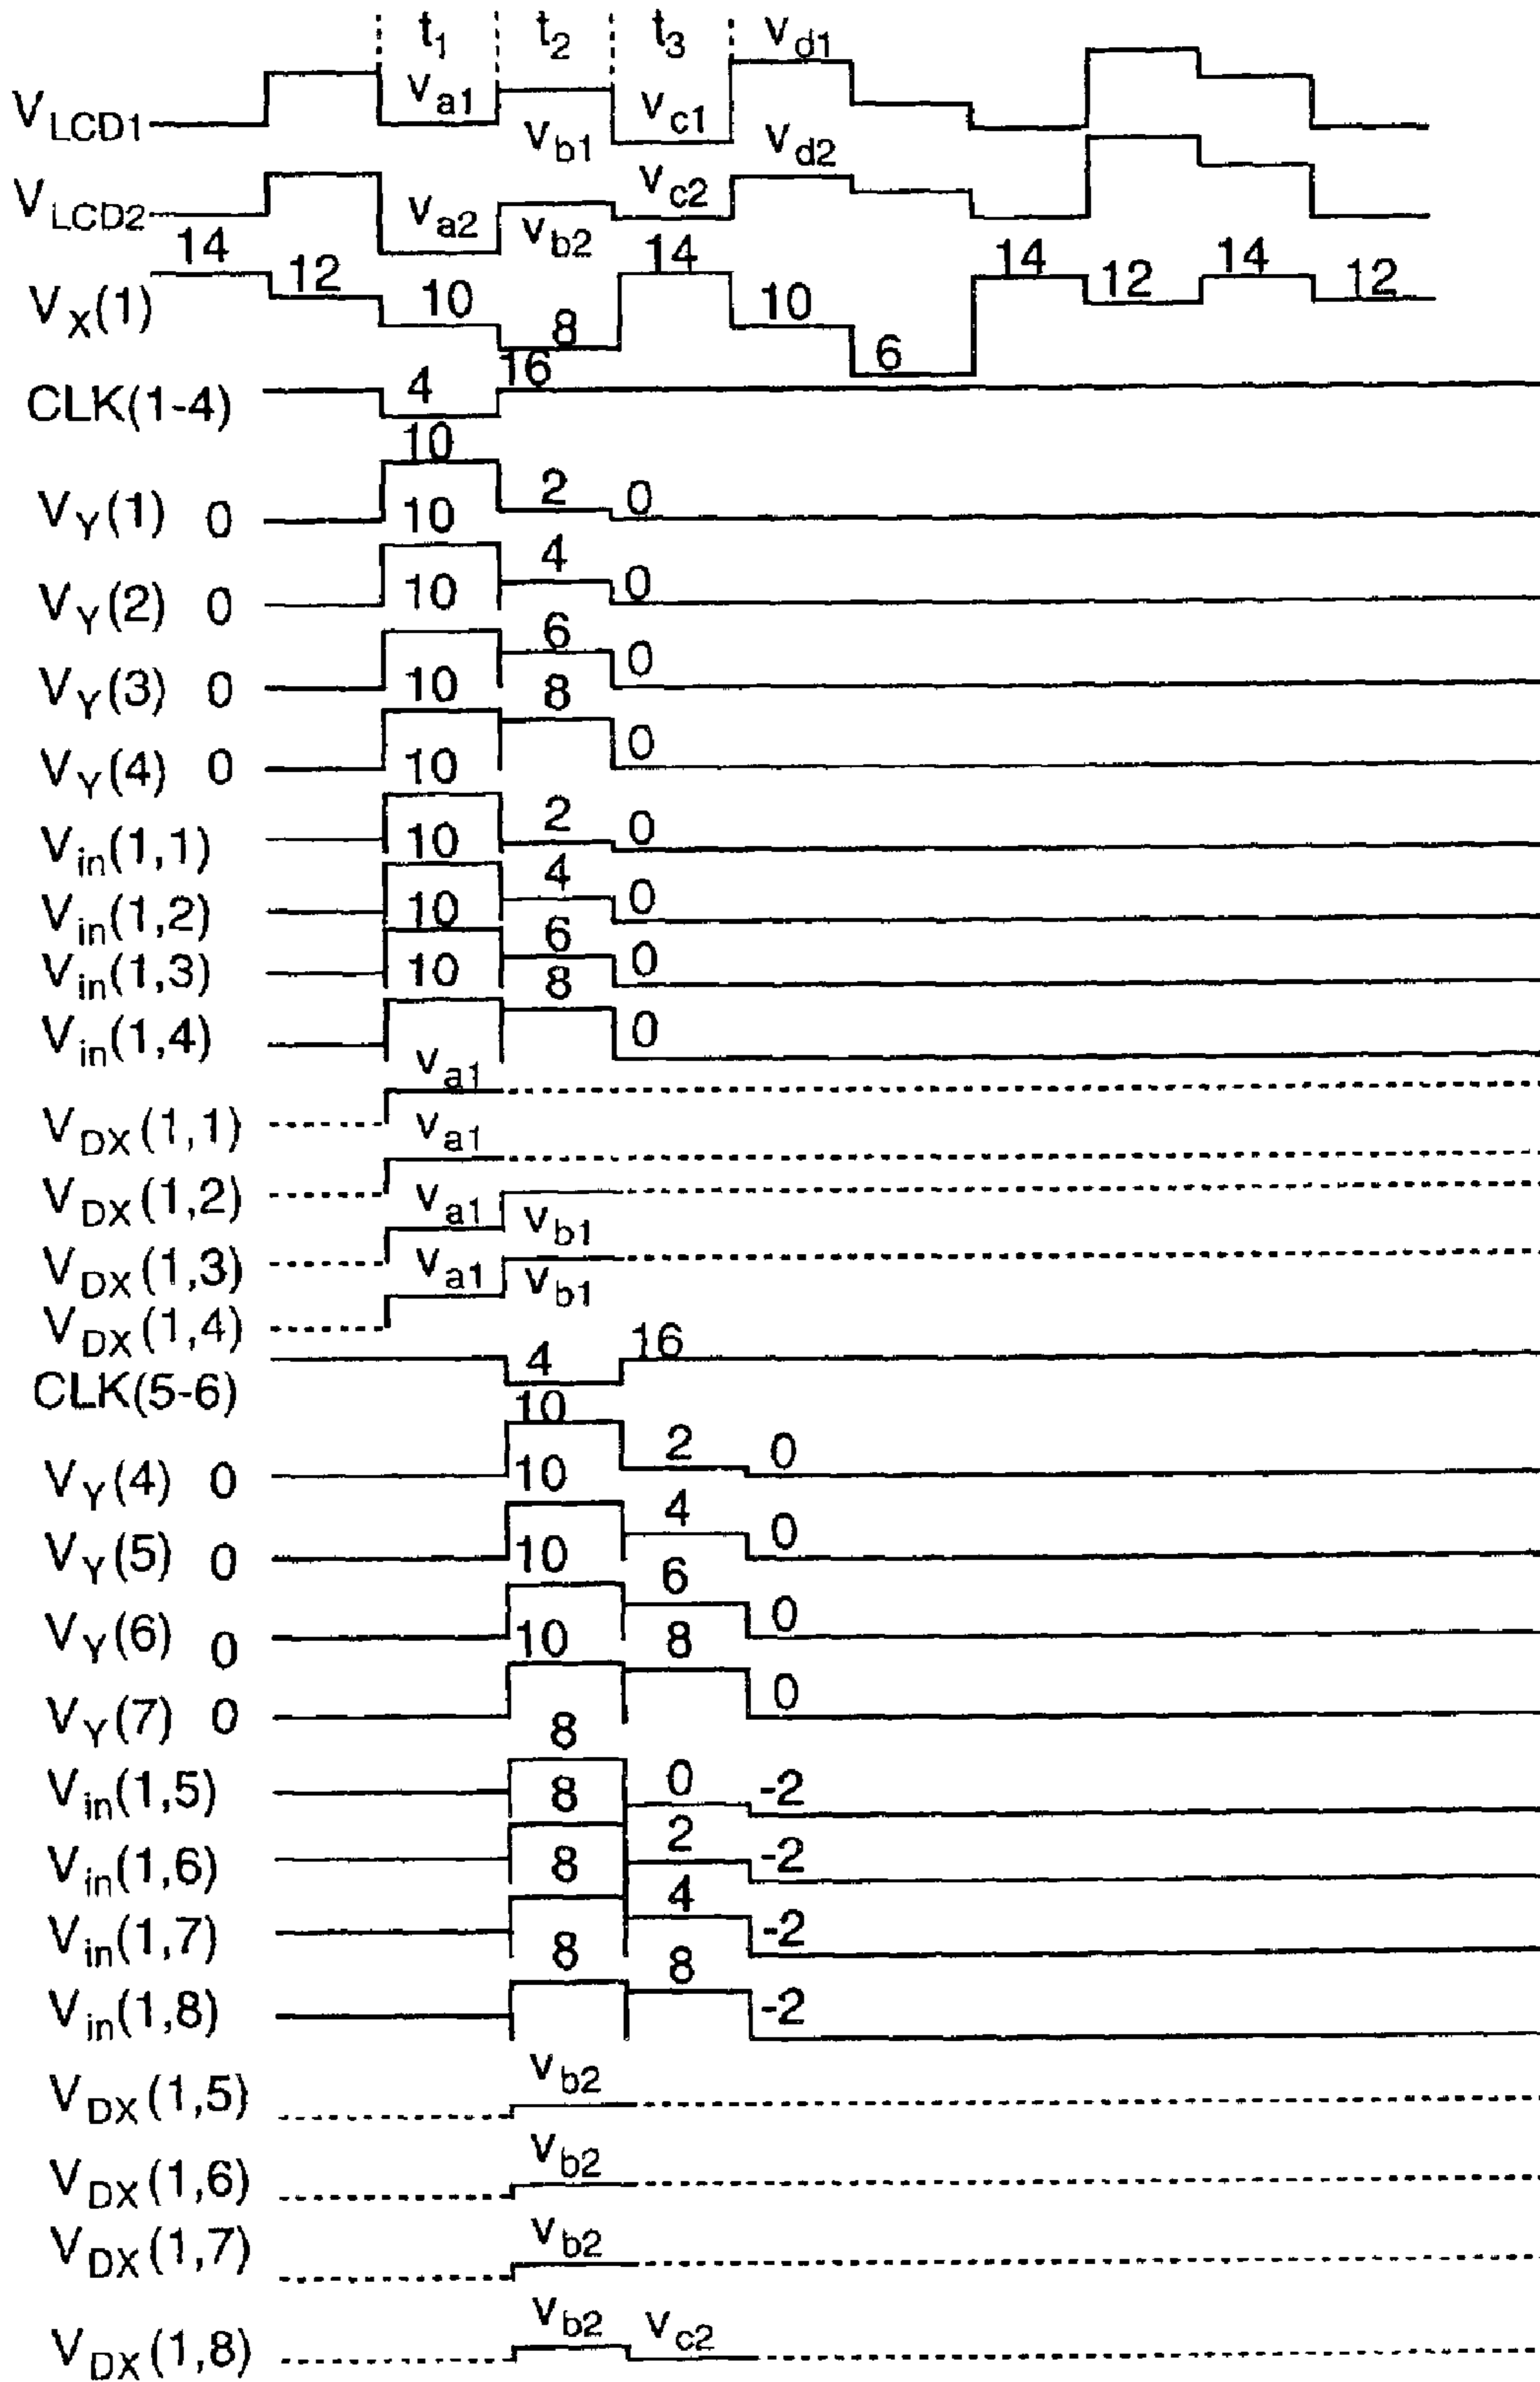 t1 t2 t3 vd1
VLCD1 va1 vb1 vc1 vd2
VLCD2 va2 vb2 vc2
VX(1) 14 12 10 8 14 10 6 14 12 14 12
CLK(1-4) 4 16
VY(1) 0 10 2 0
VY(2) 0 10 4 0
VY(3) 0 10 6 0
VY(4) 0 10 8 0
Vin(1,1) 10 2 0
Vin(1,2) 10 4 0
Vin(1,3) 10 6 0
Vin(1,4) 10 8 0
VDX(1,1) va1
VDX(1,2) va1
VDX(1,3) va1 vb1
VDX(1,4) va1 vb1
CLK(5-6) 4 16
VY(4) 0 10 2 0
VY(5) 0 10 4 0
VY(6) 0 10 6 0
VY(7) 0 10 8 0
Vin(1,5) 8 0 -2
Vin(1,6) 8 2 -2
Vin(1,7) 8 4 -2
Vin(1,8) 8 8 -2
VDX(1,5) vb2
VDX(1,6) vb2
VDX(1,7) vb2
VDX(1,8) vb2 vc2